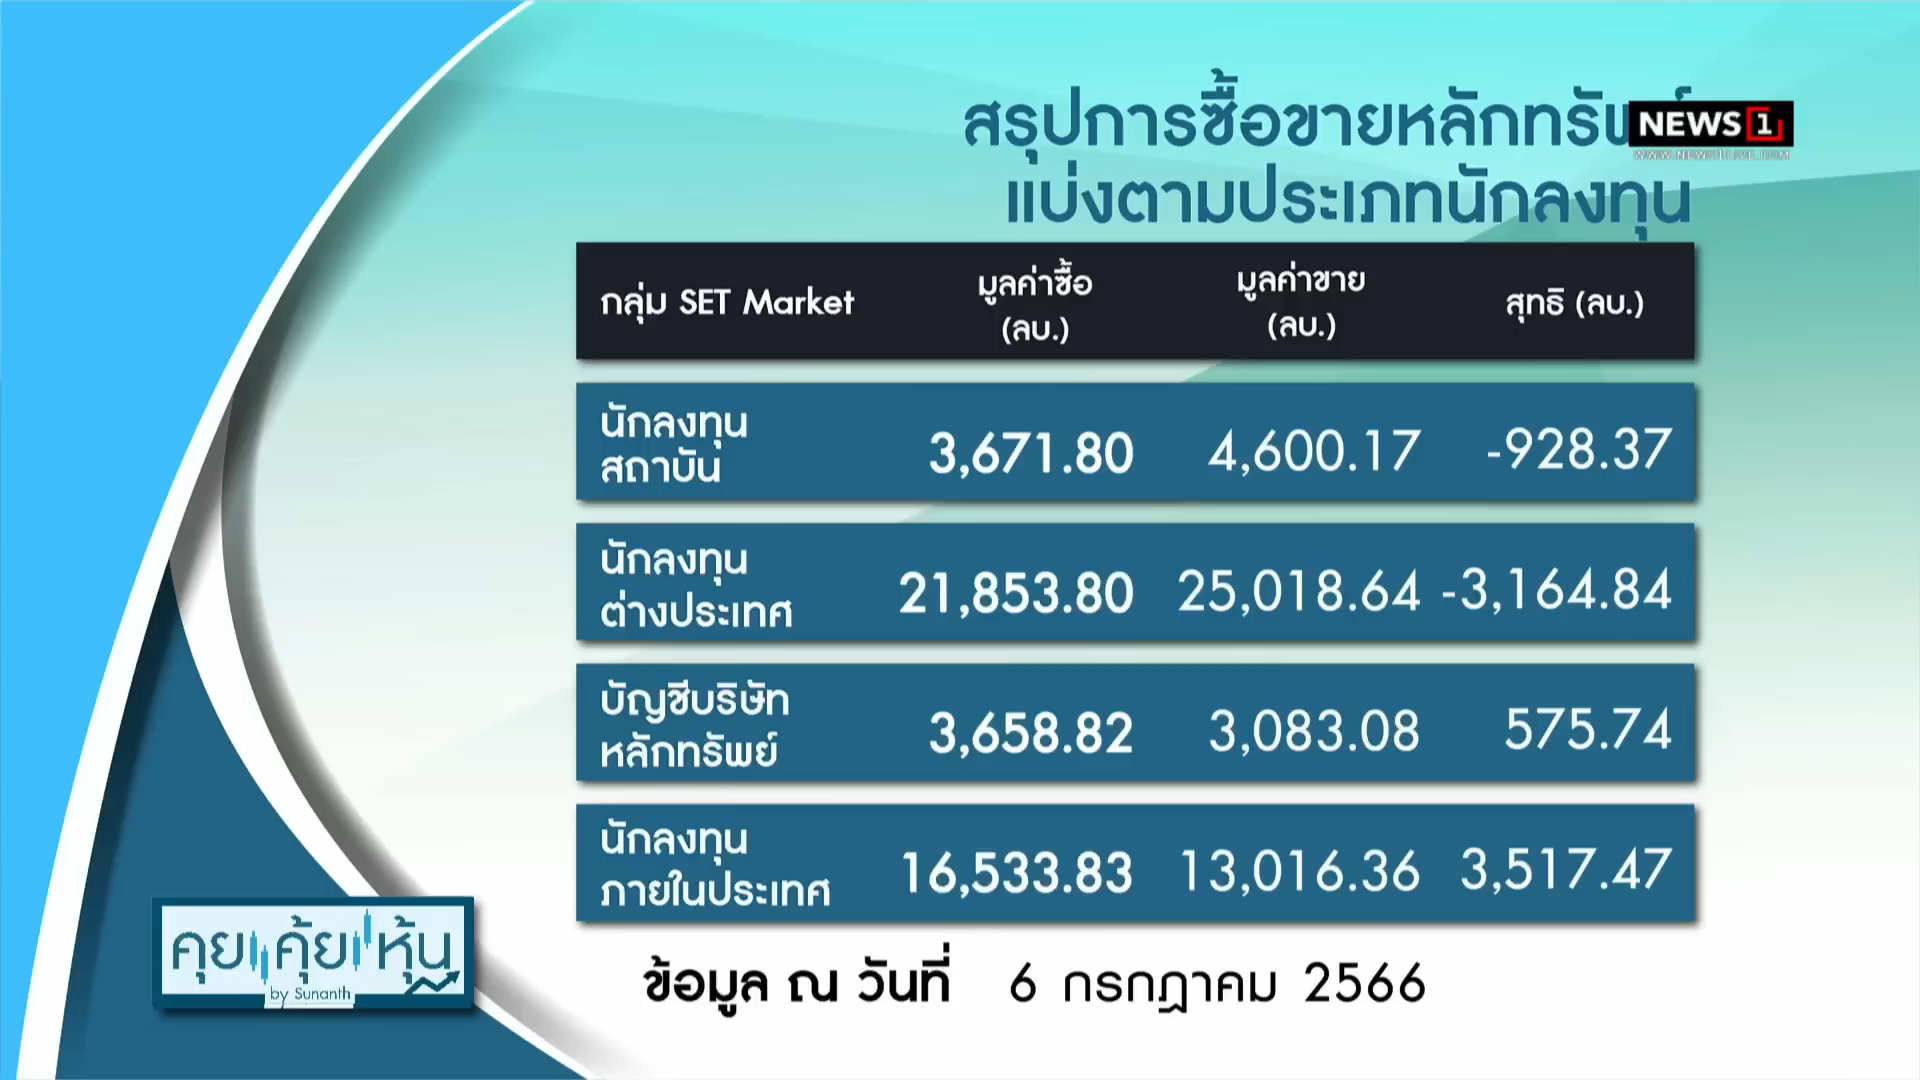 สรุปการซื้อขายหลักทรัพย์
NEWS 1
WWW.NEWS1LIVE.COM
แบ่งตามประเภทนักลงทุน
กลุ่ม SET Market มูลค่าซื้อ (ลบ.) มูลค่าขาย (ลบ.) สุทธิ (ลบ.)
นักลงทุน
สถาบัน 3,671.80 4,600.17 -928.37
นักลงทุน
ต่างประเทศ 21,853.80 25,018.64 -3,164.84
บัญชีบริษัท
หลักทรัพย์ 3,658.82 3,083.08 575.74
นักลงทุน
ภายในประเทศ 16,533.83 13,016.36 3,517.47
คุย คุ้ย หุ้น
by Sunanth
ข้อมูล ณ วันที่ 6 กรกฎาคม 2566